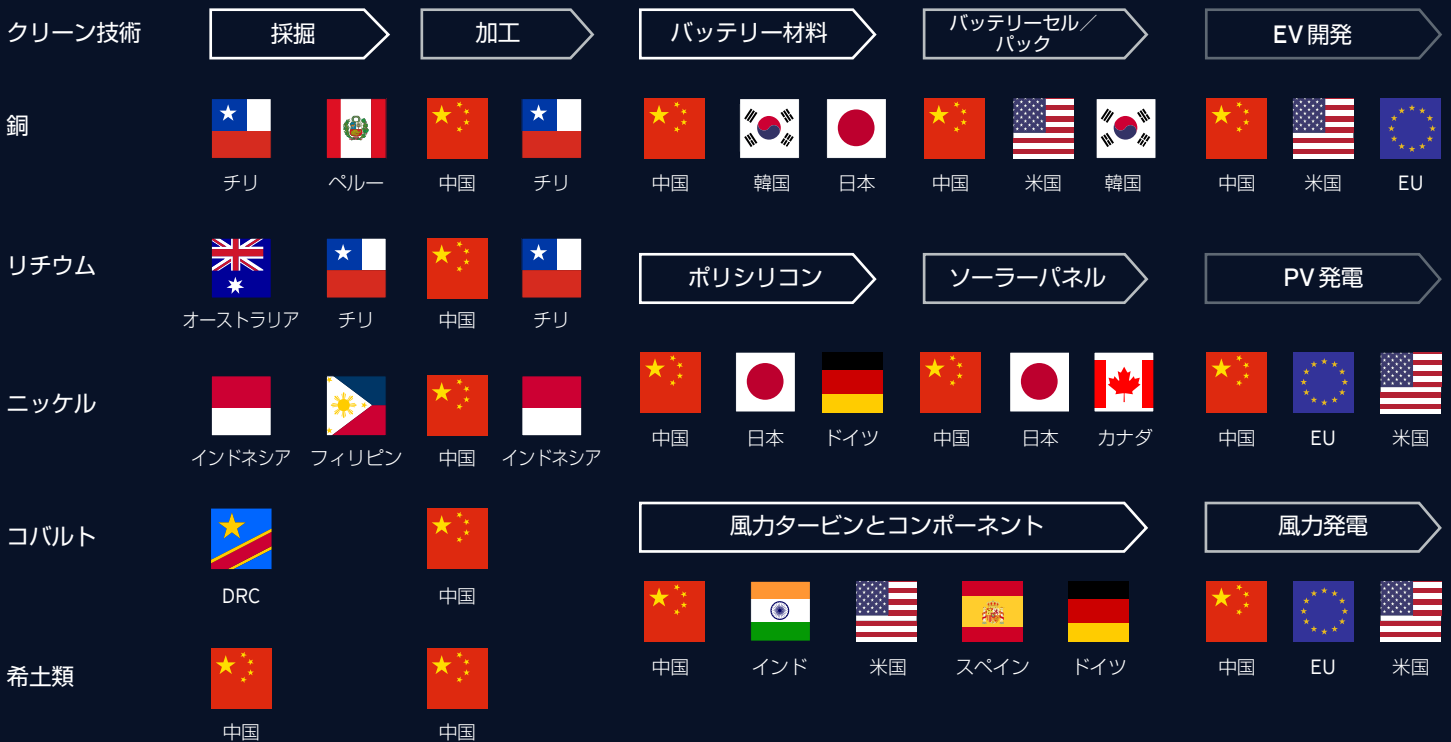 クリーン技術
採掘
加工
バッテリー材料
バッテリーセル／
パック
EV 開発
銅
チリ
ペルー
中国
チリ
中国
韓国
日本
中国
米国
韓国
中国
米国
EU
リチウム
オーストラリア
チリ
中国
チリ
ポリシリコン
ソーラーパネル
PV 発電
ニッケル
インドネシア
フィリピン
中国
インドネシア
中国
日本
ドイツ
中国
日本
カナダ
中国
EU
米国
コバルト
DRC
中国
風力タービンとコンポーネント
風力発電
中国
インド
米国
スペイン
ドイツ
中国
EU
米国
希土類
中国
中国